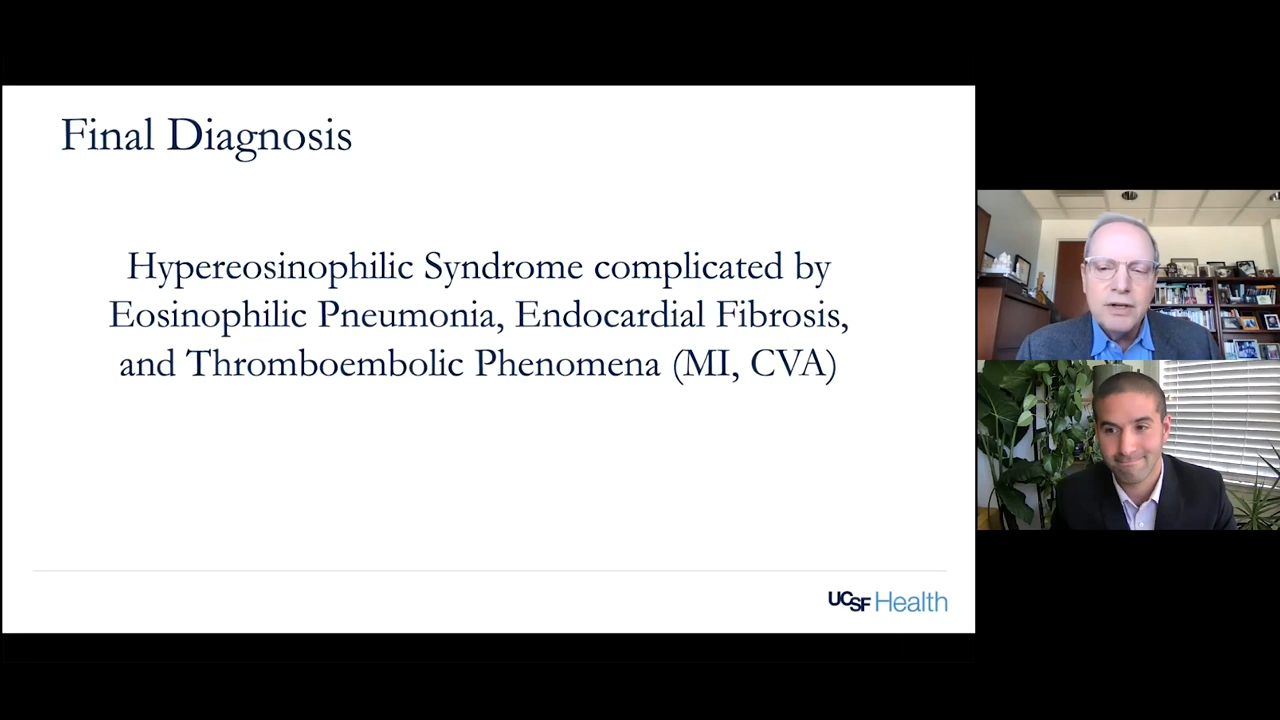 Final Diagnosis
Hypereosinophilic Syndrome complicated by
Eosinophilic Pneumonia, Endocardial Fibrosis,
and Thromboembolic Phenomena (MI, CVA)
UCSF Health